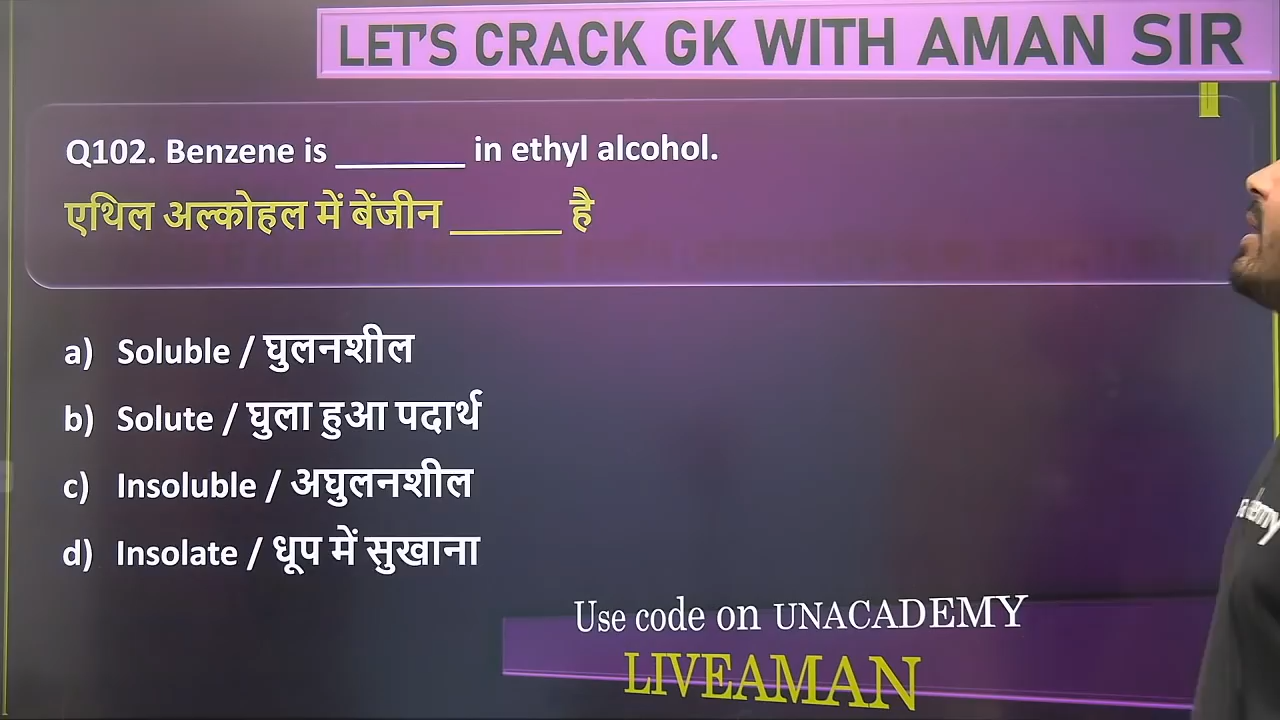 LET'S CRACK GK WITH AMAN SIR
Q102. Benzene is ________ in ethyl alcohol.
एथिल अल्कोहल में बेंजीन _______ है
a) Soluble / घुलनशील
b) Solute / घुला हुआ पदार्थ
c) Insoluble / अघुलनशील
d) Insolate / धूप में सुखाना
Use code on UNACADEMY
LIVEAMAN